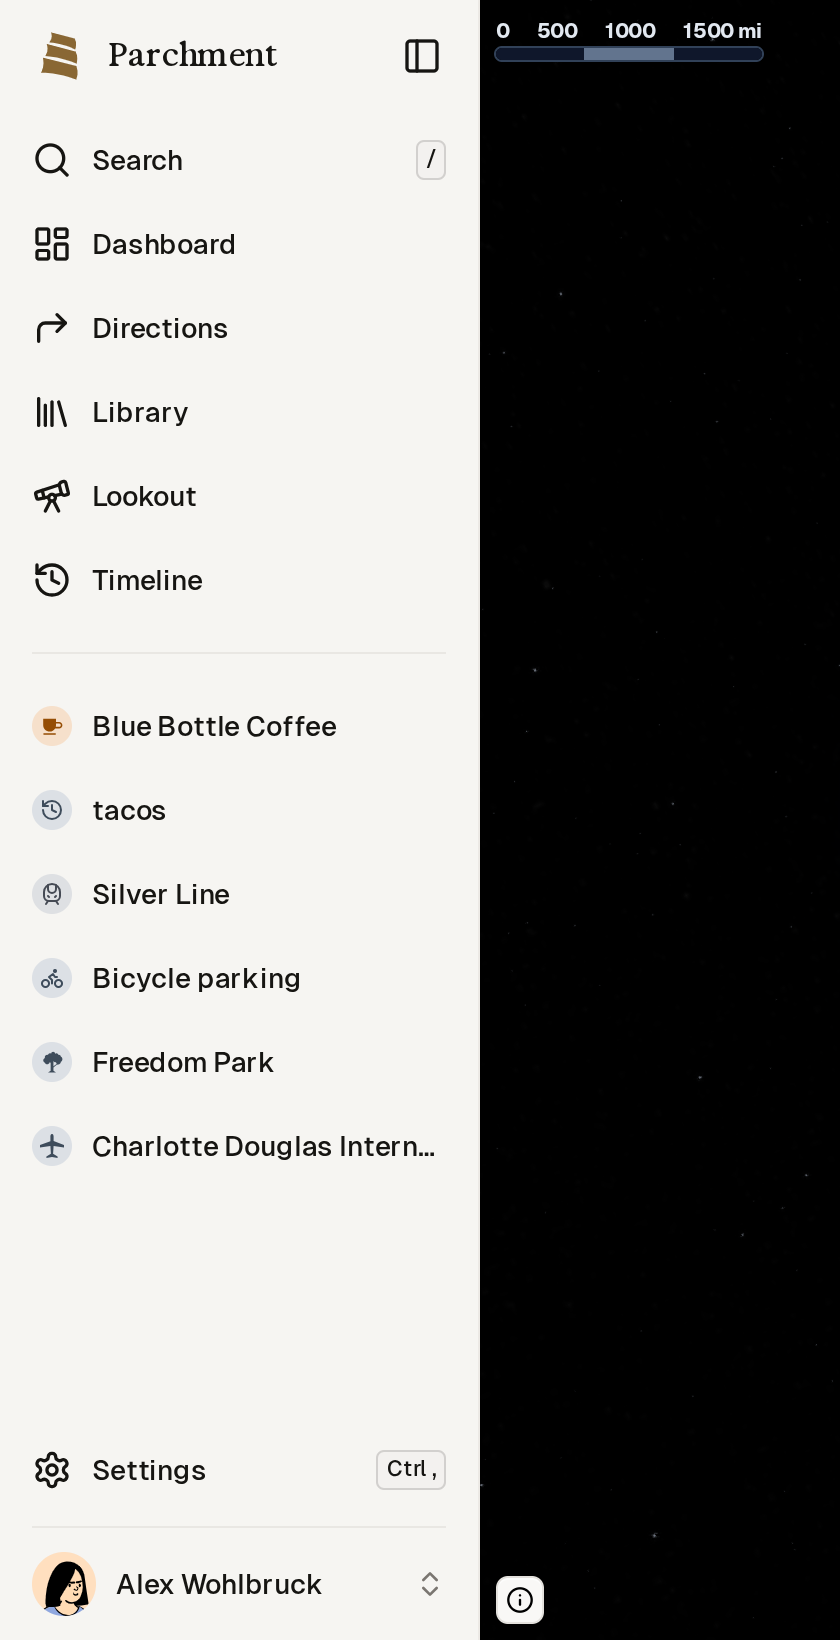 Parchment
0 500 1000 1500 mi
Search /
Dashboard
Directions
Library
Lookout
Timeline
Blue Bottle Coffee
tacos
Silver Line
Bicycle parking
Freedom Park
Charlotte Douglas Intern...
Settings Ctrl ,
Alex Wohlbruck